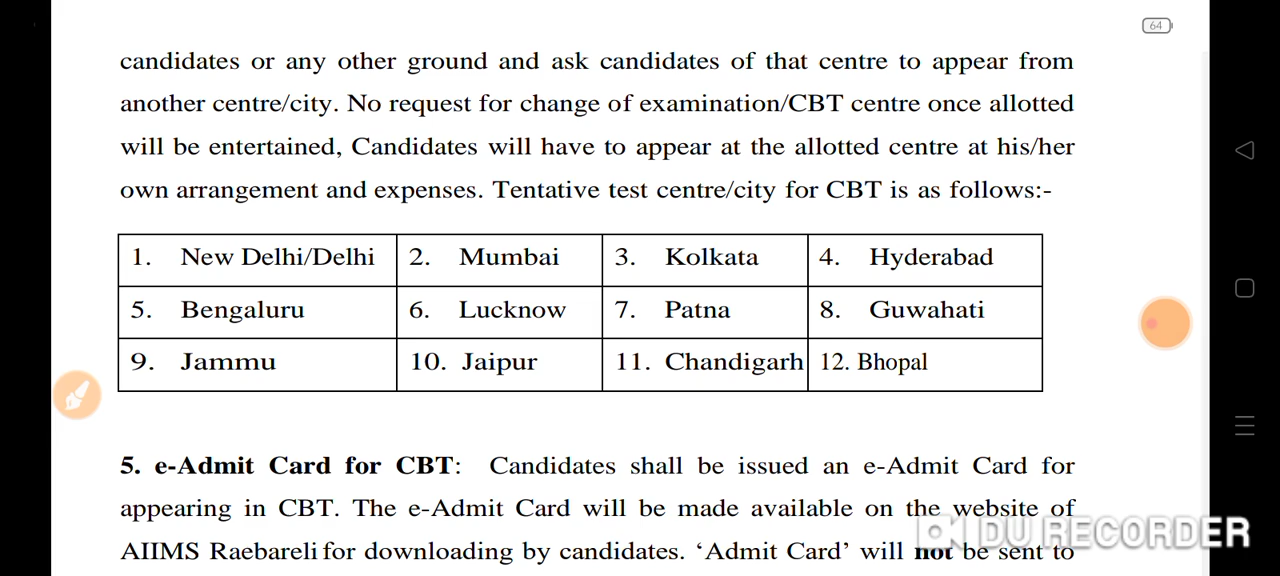 64
candidates or any other ground and ask candidates of that centre to appear from
another centre/city. No request for change of examination/CBT centre once allotted
will be entertained, Candidates will have to appear at the allotted centre at his/her
own arrangement and expenses. Tentative test centre/city for CBT is as follows:-
1. New Delhi/Delhi 2. Mumbai 3. Kolkata 4. Hyderabad
5. Bengaluru 6. Lucknow 7. Patna 8. Guwahati
9. Jammu 10. Jaipur 11. Chandigarh 12. Bhopal
5. e-Admit Card for CBT: Candidates shall be issued an e-Admit Card for
appearing in CBT. The e-Admit Card will be made available on the website of
AIIMS Raebareli for downloading by candidates. ‘Admit Card’ will not be sent to
DU RECORDER